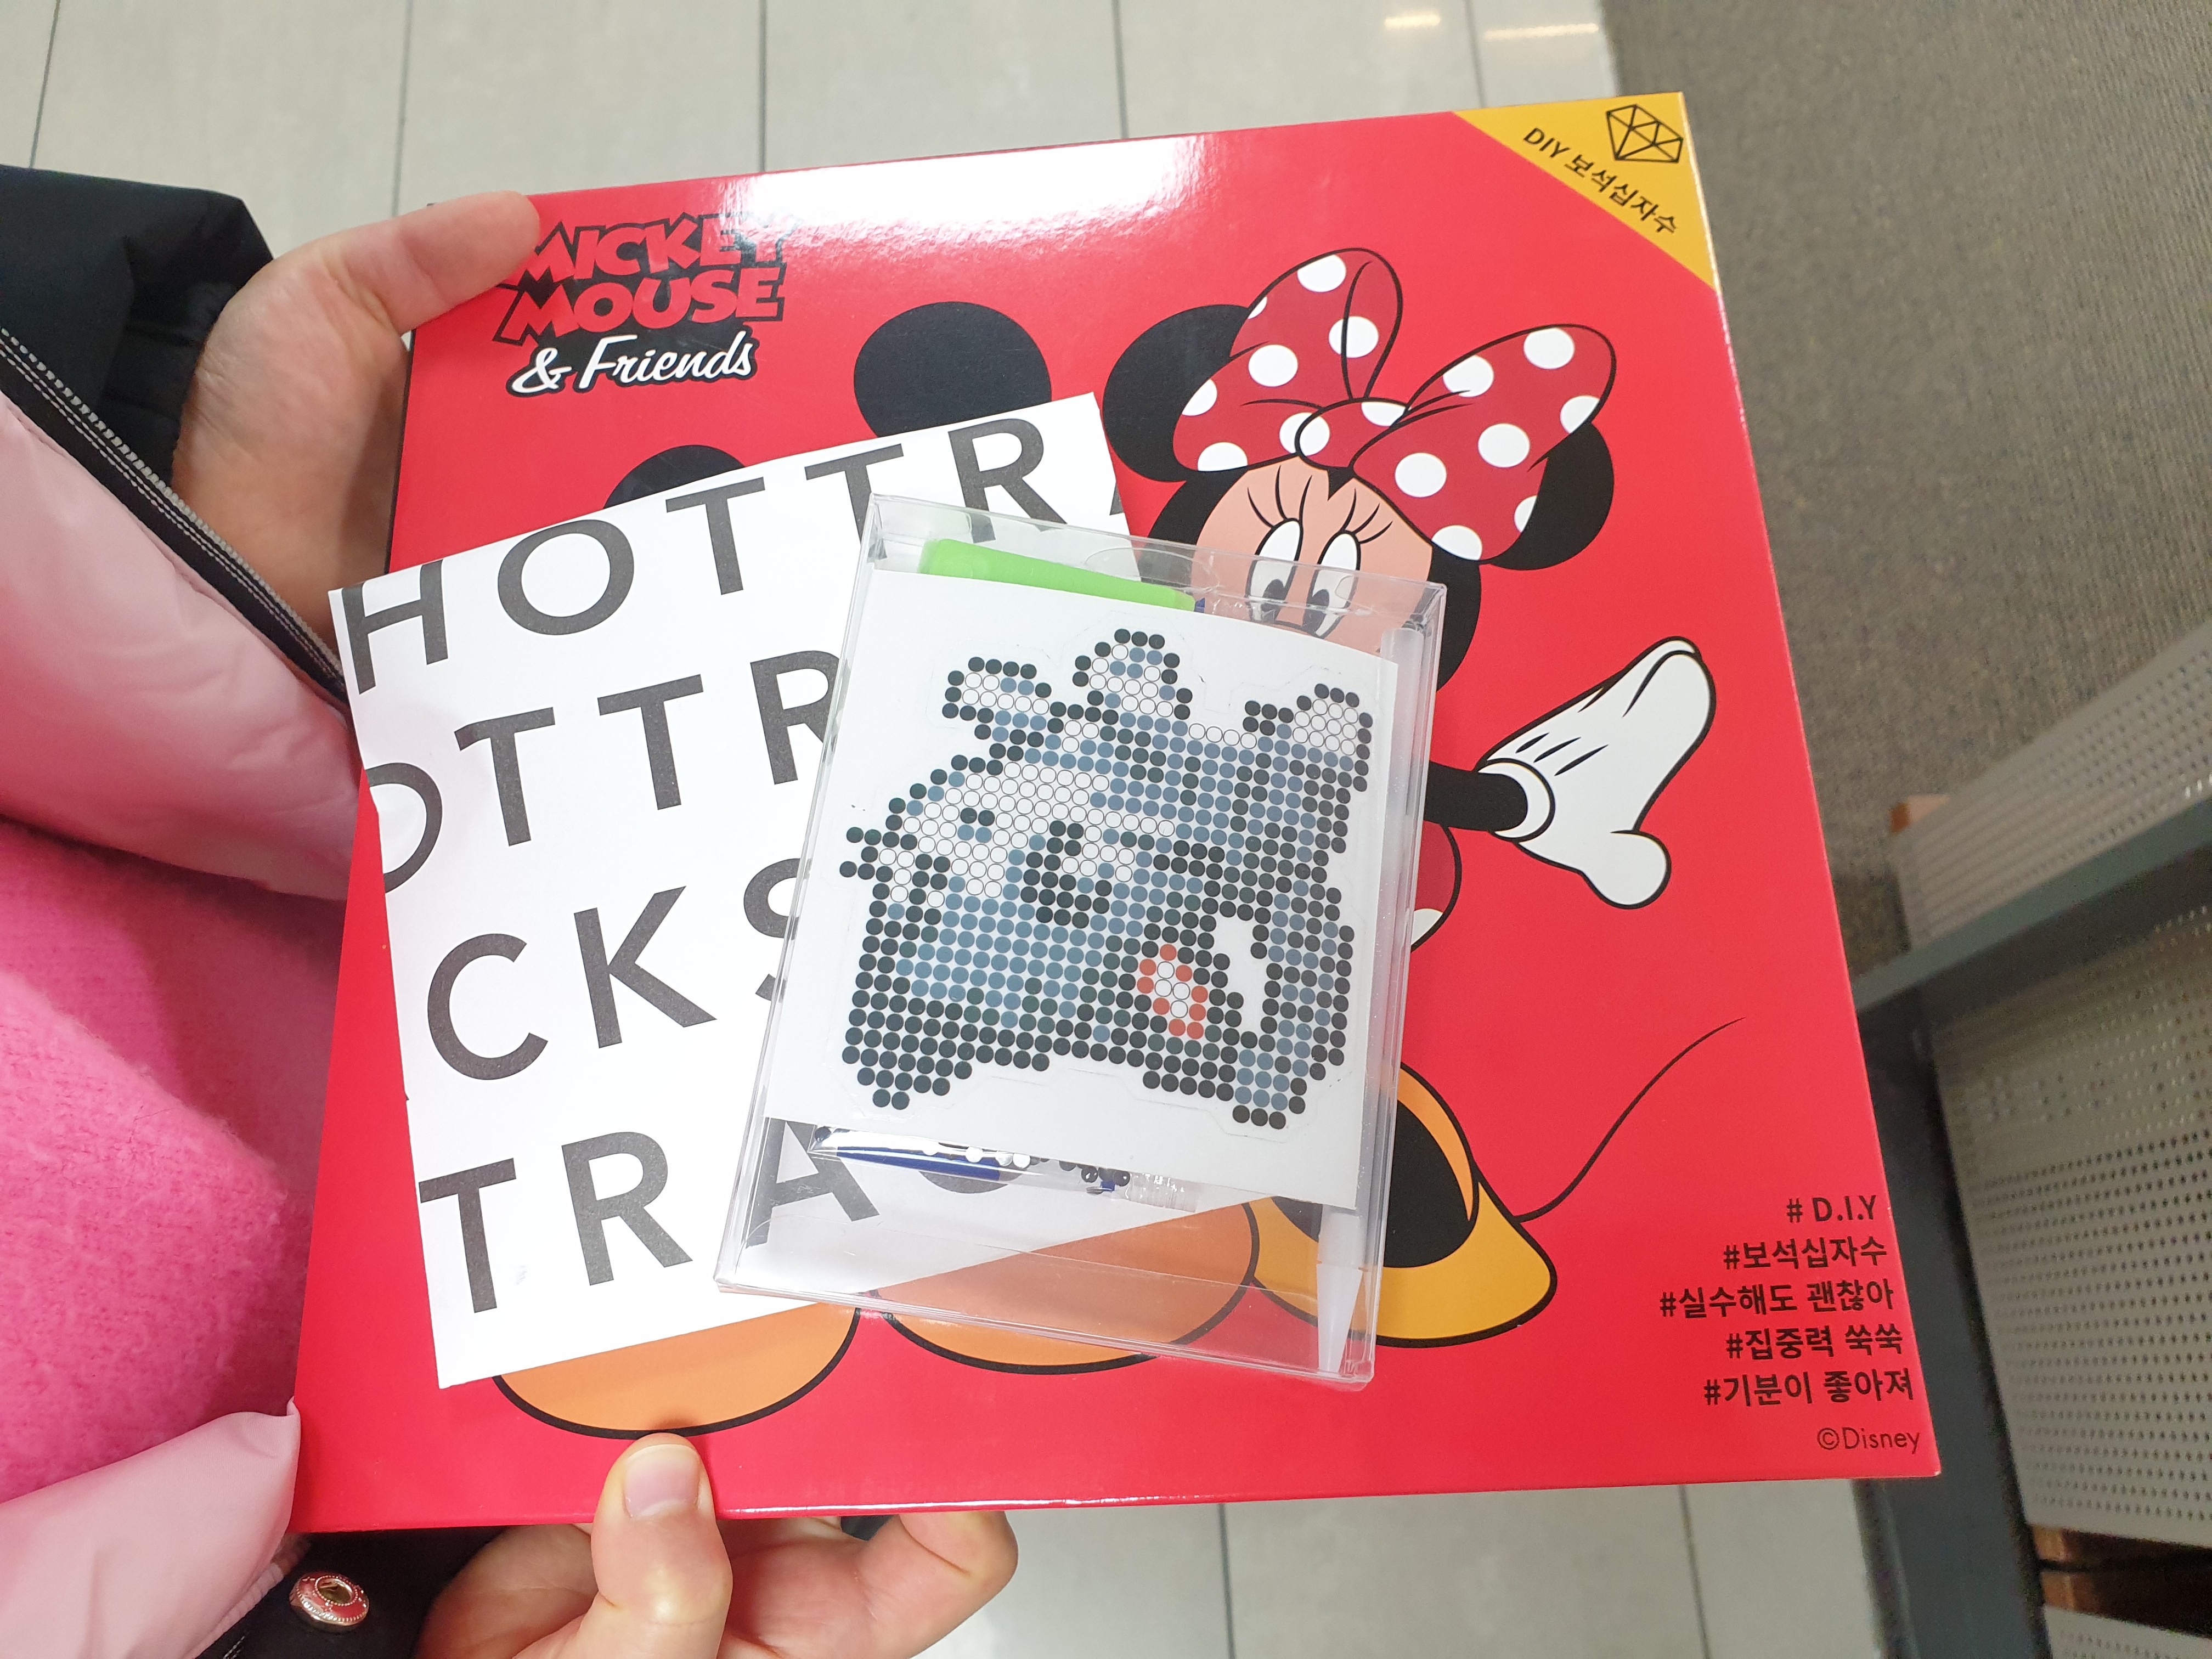 MICKEY
MOUSE
& Friends
DIY 보석십자수
HOTTRA
OTTR
CKS
TRA
# D.I.Y
#보석십자수
#실수해도 괜찮아
#집중력 쑥쑥
#기분이 좋아져
©Disney